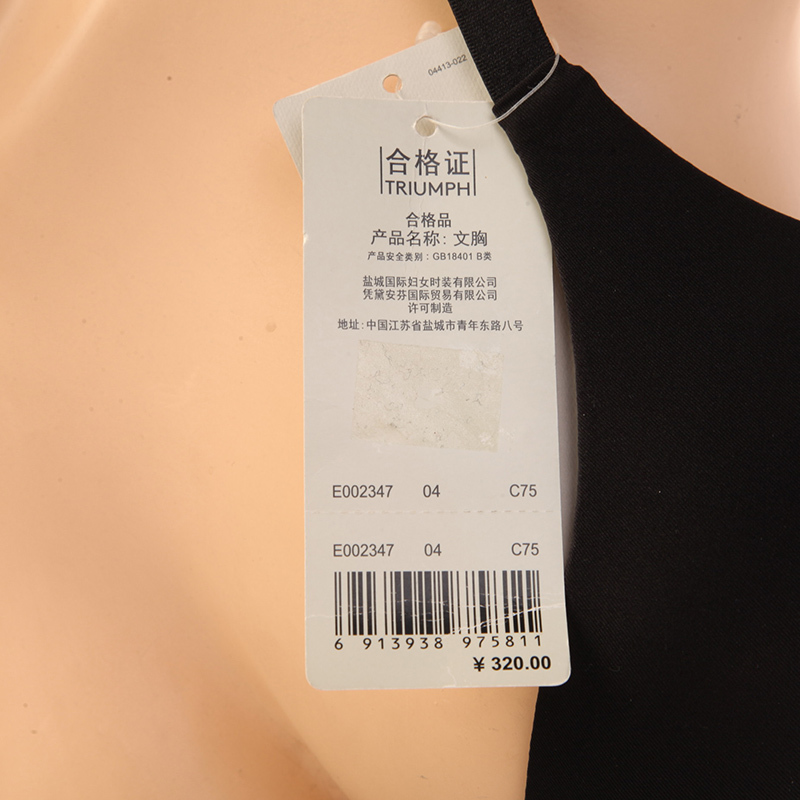 04413-022
合格证
TRIUMPH
合格品
产品名称: 文胸
产品安全类别: GB18401 B类
盐城国际妇女时装有限公司
凭黛安芬国际贸易有限公司
许可制造
地址: 中国江苏省盐城市青年东路八号
E002347 04 C75
E002347 04 C75
6 913938 975811
¥ 320.00